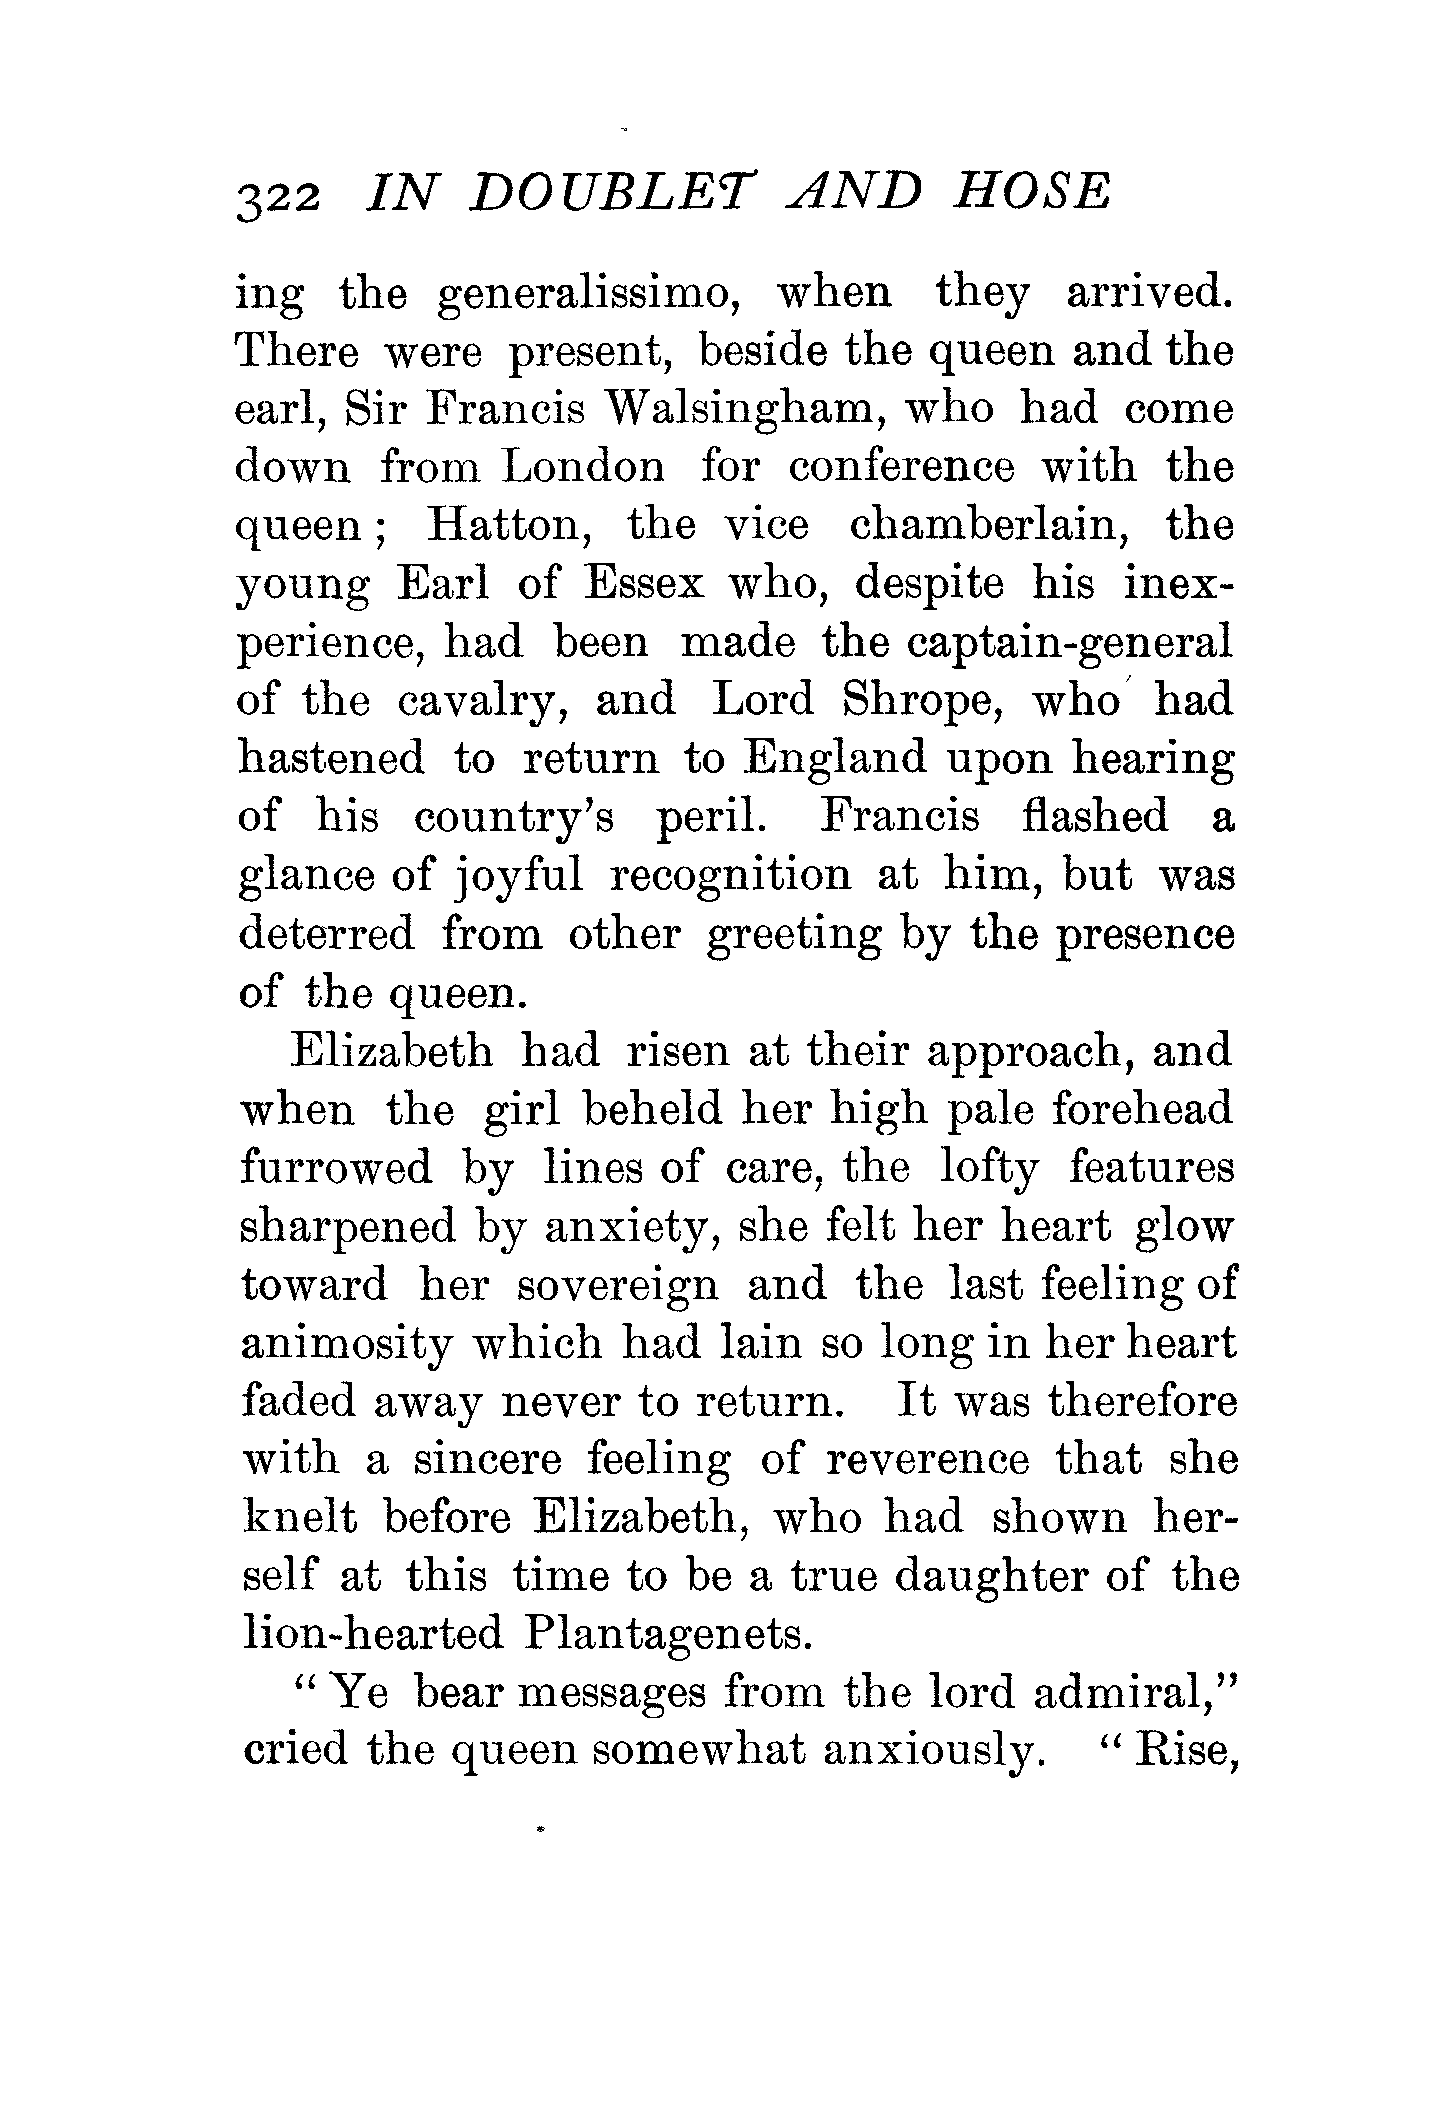 322 IN DOUBLET AND HOSE
ing the generalissimo, when they arrived.
There were present, beside the queen and the
earl, Sir Francis Walsingham, who had come
down from London for conference with the
queen ; Hatton, the vice chamberlain, the
young Earl of Essex who, despite his inex-
perience, had been made the captain-general
of the cavalry, and Lord Shrope, who had
hastened to return to England upon hearing
of his country's peril. Francis flashed a
glance of joyful recognition at him, but was
deterred from other greeting by the presence
of the queen.
Elizabeth had risen at their approach, and
when the girl beheld her high pale forehead
furrowed by lines of care, the lofty features
sharpened by anxiety, she felt her heart glow
toward her sovereign and the last feeling of
animosity which had lain so long in her heart
faded away never to return. It was therefore
with a sincere feeling of reverence that she
knelt before Elizabeth, who had shown her-
self at this time to be a true daughter of the
lion-hearted Plantagenets.
“ Ye bear messages from the lord admiral,”
cried the queen somewhat anxiously. “ Rise,